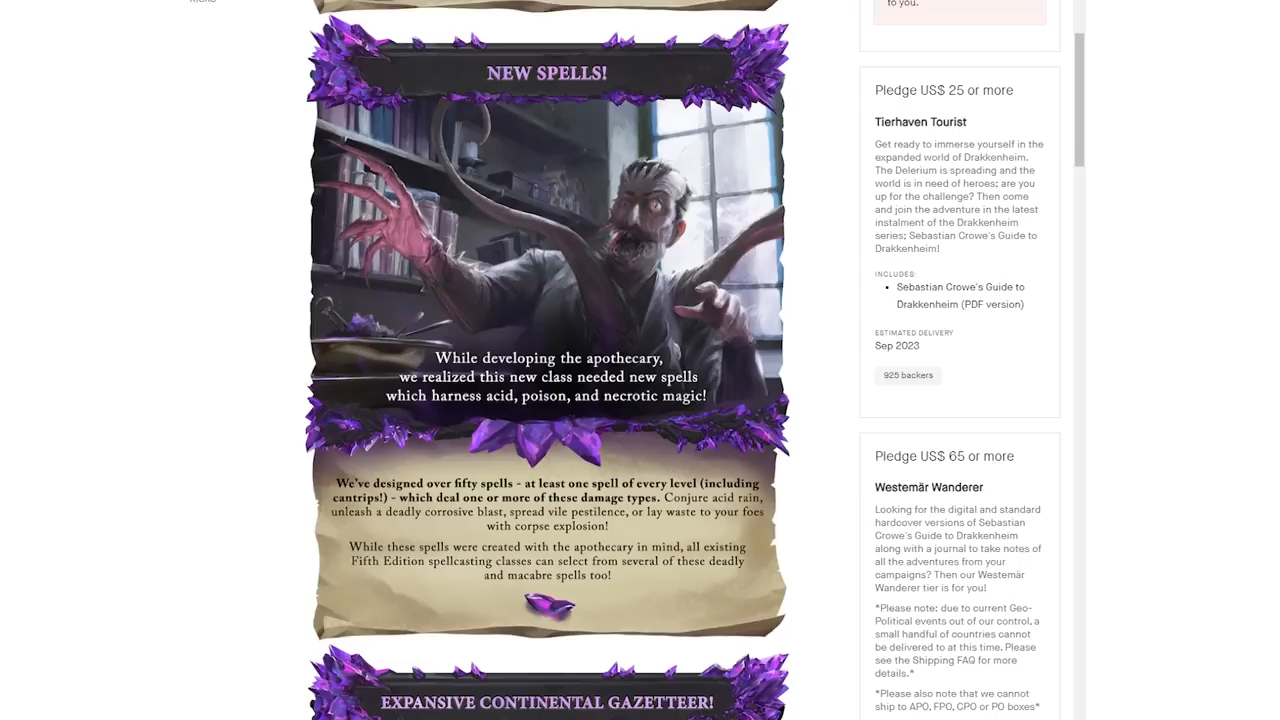 to you.
NEW SPELLS!
While developing the apothecary,
we realized this new class needed new spells
which harness acid, poison, and necrotic magic!
We've designed over fifty spells - at least one spell of every level (including
cantrips!) - which deal one or more of these damage types. Conjure acid rain,
unleash a deadly corrosive blast, spread vile pestilence, or lay waste to your foes
with corpse explosion!
While these spells were created with the apothecary in mind, all existing
Fifth Edition spellcasting classes can select from several of these deadly
and macabre spells too!
EXPANSIVE CONTINENTAL GAZETTEER!
Pledge US$ 25 or more
Tierhaven Tourist
Get ready to immerse yourself in the
expanded world of Drakkenheim.
The Delerium is spreading and the
world is in need of heroes; are you
up for the challenge? Then come
and join the adventure in the latest
instalment of the Drakkenheim
series; Sebastian Crowe's Guide to
Drakkenheim!
INCLUDES:
• Sebastian Crowe's Guide to
Drakkenheim (PDF version)
ESTIMATED DELIVERY
Sep 2023
925 backers
Pledge US$ 65 or more
Westemär Wanderer
Looking for the digital and standard
hardcover versions of Sebastian
Crowe's Guide to Drakkenheim
along with a journal to take notes of
all the adventures from your
campaigns? Then our Westemär
Wanderer tier is for you!
*Please note: due to current Geo-
Political events out of our control, a
small handful of countries cannot
be delivered to at this time. Please
see the Shipping FAQ for more
details.*
*Please also note that we cannot
ship to APO, FPO, CPO or PO boxes*